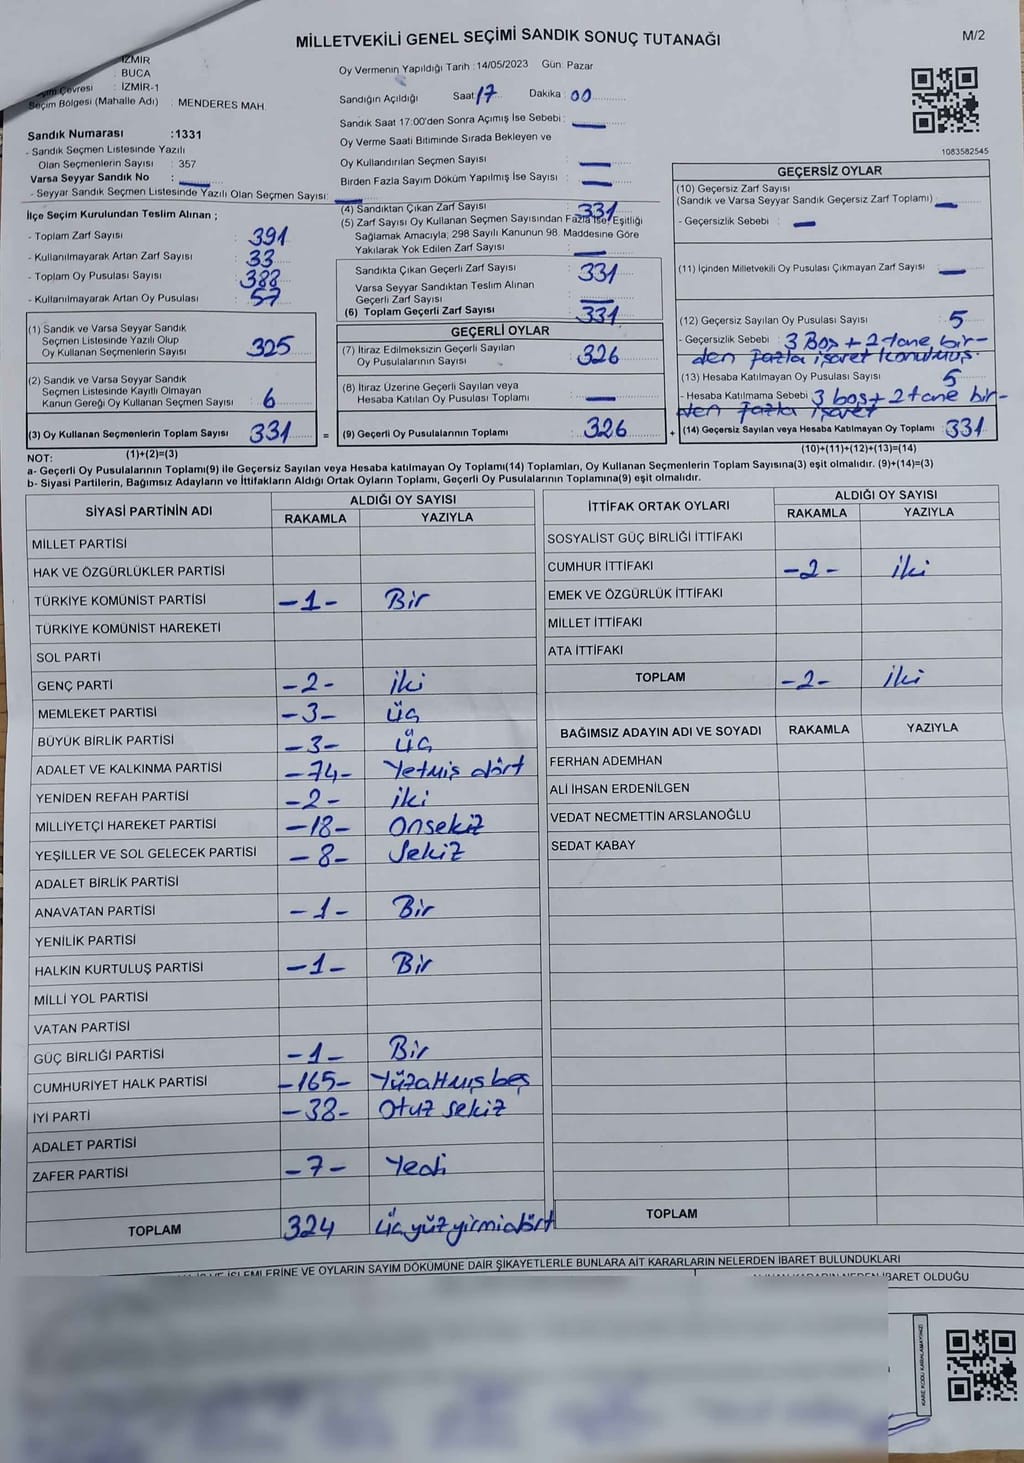 MİLLETVEKİLİ GENEL SEÇİMİ SANDIK SONUÇ TUTANAĞI
M/2
İZMİR
: BUCA
Çevresi : İZMİR-1
Seçim Bölgesi (Mahalle Adı) : MENDERES MAH.
Sandık Numarası :1331
- Sandık Seçmen Listesinde Yazılı
Olan Seçmenlerin Sayısı : 357
Varsa Seyyar Sandık No :
- Seyyar Sandık Seçmen Listesinde Yazılı Olan Seçmen Sayısı:
İlçe Seçim Kurulundan Teslim Alınan ;
- Toplam Zarf Sayısı : 391
- Kullanılmayarak Artan Zarf Sayısı : 33
- Toplam Oy Pusulası Sayısı : 388
- Kullanılmayarak Artan Oy Pusulası : 57
(1) Sandık ve Varsa Seyyar Sandık
Seçmen Listesinde Yazılı Olup
Oy Kullanan Seçmenlerin Sayısı : 325
(2) Sandık ve Varsa Seyyar Sandık
Seçmen Listesinde Kayıtlı Olmayan
Kanun Gereği Oy Kullanan Seçmen Sayısı : 6
(3) Oy Kullanan Seçmenlerin Toplam Sayısı : 331 =
Oy Vermenin Yapıldığı Tarih :14/05/2023 Gün: Pazar
Sandığın Açıldığı Saat: 17 Dakika : 00
Sandık Saat 17:00'den Sonra Açımış İse Sebebi :
Oy Verme Saati Bitiminde Sırada Bekleyen ve
Oy Kullandırılan Seçmen Sayısı :
Birden Fazla Sayım Döküm Yapılmış İse Sayısı :
(4) Sandıktan Çıkan Zarf Sayısı : 331
(5) Zarf Sayısı Oy Kullanan Seçmen Sayısından Fazla İse, Eşitliği
Sağlamak Amacıyla; 298 Sayılı Kanunun 98. Maddesine Göre
Yakılarak Yok Edilen Zarf Sayısı :
Sandıkta Çıkan Geçerli Zarf Sayısı : 331
Varsa Seyyar Sandıktan Teslim Alınan
Geçerli Zarf Sayısı :
(6) Toplam Geçerli Zarf Sayısı : 331
GEÇERLİ OYLAR
(7) İtiraz Edilmeksizin Geçerli Sayılan
Oy Pusulalarının Sayısı : 326
(8) İtiraz Üzerine Geçerli Sayılan veya
Hesaba Katılan Oy Pusulası Toplamı :
(9) Geçerli Oy Pusulalarının Toplamı : 326 +
1083582545
GEÇERSİZ OYLAR
(10) Geçersiz Zarf Sayısı
(Sandık ve Varsa Seyyar Sandık Geçersiz Zarf Toplamı)
- Geçersizlik Sebebi :
(11) İçinden Milletvekili Oy Pusulası Çıkmayan Zarf Sayısı :
(12) Geçersiz Sayılan Oy Pusulası Sayısı : 5
- Geçersizlik Sebebi : 3 Boş + 2 tane bir-
den fazla işaret konulmuş.
(13) Hesaba Katılmayan Oy Pusulası Sayısı : 5
- Hesaba Katılmama Sebebi : 3 boş + 2 tane bir-
den fazla işaret
(14) Geçersiz Sayılan veya Hesaba Katılmayan Oy Toplamı : 331
NOT: (1)+(2)=(3) (10)+(11)+(12)+(13)=(14)
a- Geçerli Oy Pusulalarının Toplamı(9) ile Geçersiz Sayılan veya Hesaba katılmayan Oy Toplamı(14) Toplamları, Oy Kullanan Seçmenlerin Toplam Sayısına(3) eşit olmalıdır. (9)+(14)=(3)
b- Siyasi Partilerin, Bağımsız Adayların ve İttifakların Aldığı Ortak Oyların Toplamı, Geçerli Oy Pusulalarının Toplamına(9) eşit olmalıdır.
SİYASİ PARTİNİN ADI ALDIĞI OY SAYISI
RAKAMLA YAZIYLA
MİLLET PARTİSİ
HAK VE ÖZGÜRLÜKLER PARTİSİ
TÜRKİYE KOMÜNİST PARTİSİ -1- Bir
TÜRKİYE KOMÜNİST HAREKETİ
SOL PARTİ
GENÇ PARTİ -2- iki
MEMLEKET PARTİSİ -3- üç
BÜYÜK BİRLİK PARTİSİ -3- üç
ADALET VE KALKINMA PARTİSİ -74- Yetmiş dört
YENİDEN REFAH PARTİSİ -2- iki
MİLLİYETÇİ HAREKET PARTİSİ -18- Onsekiz
YEŞİLLER VE SOL GELECEK PARTİSİ -8- Sekiz
ADALET BİRLİK PARTİSİ
ANAVATAN PARTİSİ -1- Bir
YENİLİK PARTİSİ
HALKIN KURTULUŞ PARTİSİ -1- Bir
MİLLİ YOL PARTİSİ
VATAN PARTİSİ
GÜÇ BİRLİĞİ PARTİSİ -1- Bir
CUMHURİYET HALK PARTİSİ -165- Yüzaltmış beş
İYİ PARTİ -38- Otuz sekiz
ADALET PARTİSİ
ZAFER PARTİSİ -7- Yedi
TOPLAM 324 üçyüzyirmidört
İTTİFAK ORTAK OYLARI ALDIĞI OY SAYISI
RAKAMLA YAZIYLA
SOSYALİST GÜÇ BİRLİĞİ İTTİFAKI
CUMHUR İTTİFAKI -2- iki
EMEK VE ÖZGÜRLÜK İTTİFAKI
MİLLET İTTİFAKI
ATA İTTİFAKI
TOPLAM -2- iki
BAĞIMSIZ ADAYIN ADI VE SOYADI RAKAMLA YAZIYLA
FERHAN ADEMHAN
ALİ İHSAN ERDENİLGEN
VEDAT NECMETTİN ARSLANOĞLU
SEDAT KABAY
TOPLAM
İŞLEMLERİNE VE OYLARIN SAYIM DÖKÜMÜNE DAİR ŞİKAYETLERLE BUNLARA AİT KARARLARIN NELERDEN İBARET BULUNDUKLARI
İBARET OLDUĞU